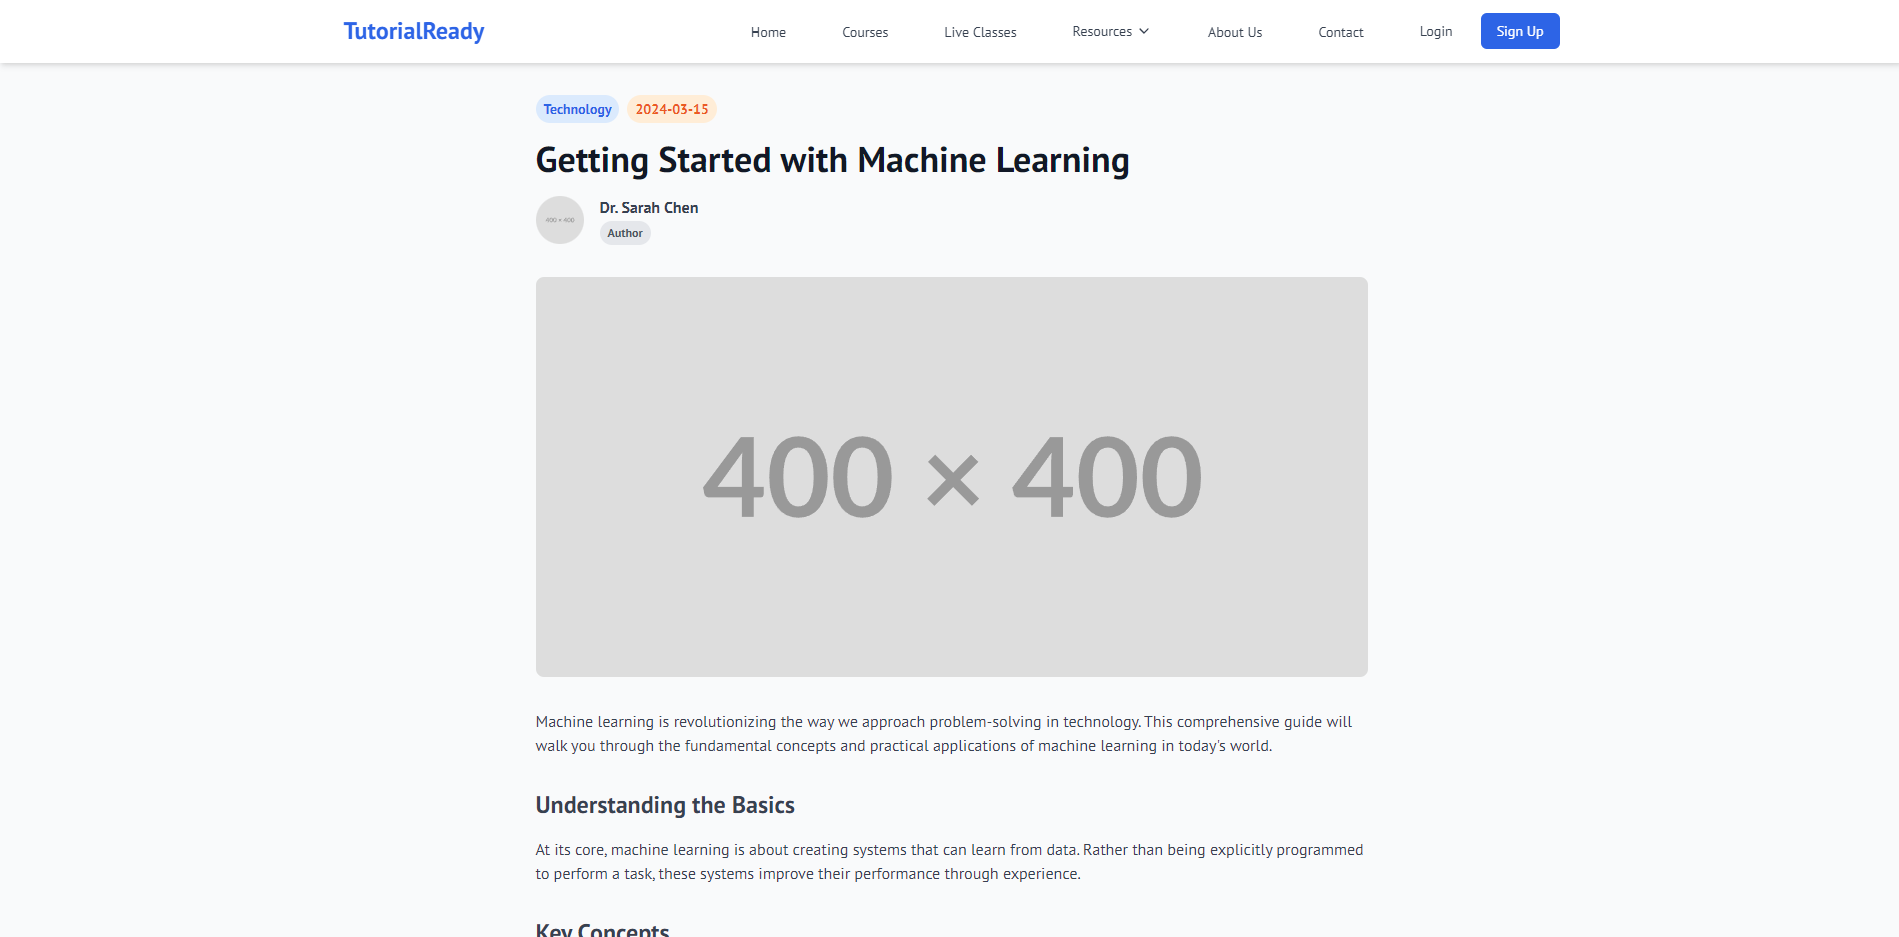 TutorialReady
Home Courses Live Classes Resources About Us Contact Login Sign Up
Technology 2024-03-15
Getting Started with Machine Learning
400 × 400
Dr. Sarah Chen
Author
400 × 400
Machine learning is revolutionizing the way we approach problem-solving in technology. This comprehensive guide will
walk you through the fundamental concepts and practical applications of machine learning in today's world.
Understanding the Basics
At its core, machine learning is about creating systems that can learn from data. Rather than being explicitly programmed
to perform a task, these systems improve their performance through experience.
Key Concepts